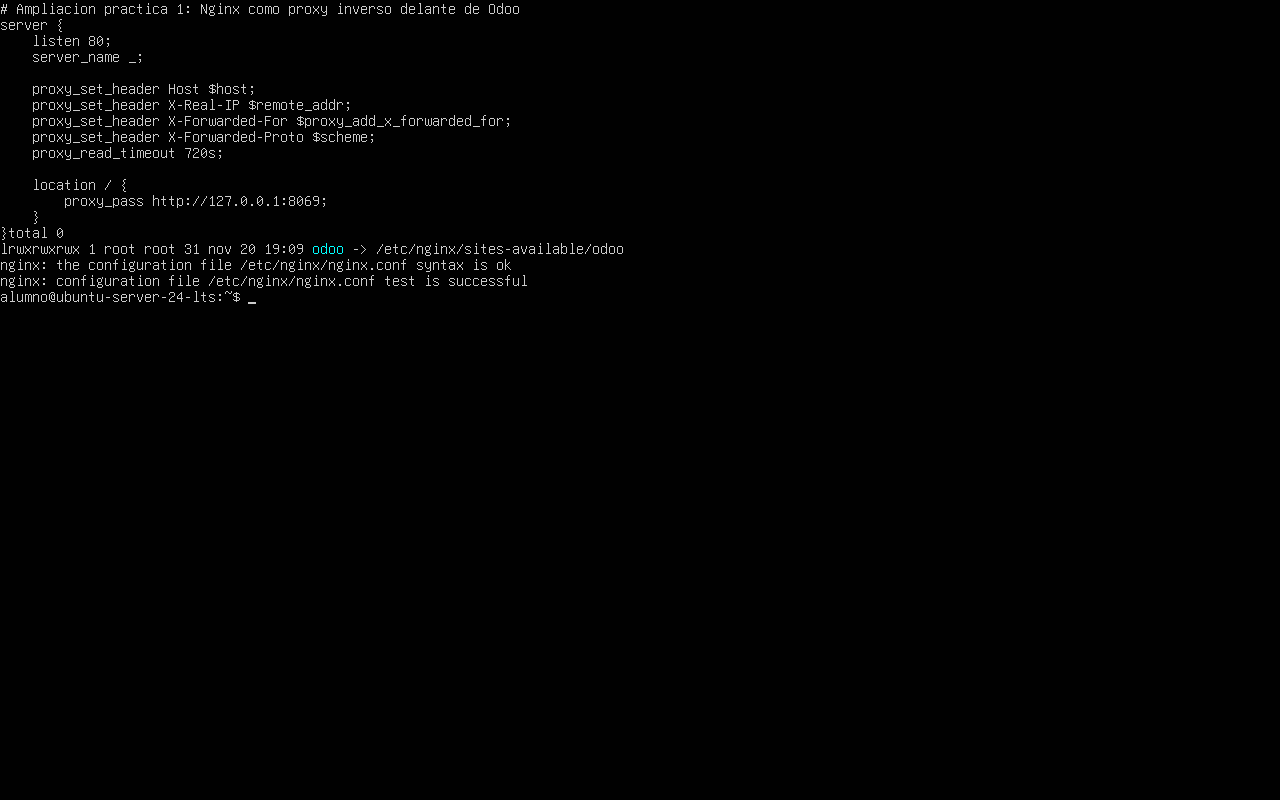 # Ampliacion practica 1: Nginx como proxy inverso delante de Odoo
server {
    listen 80;
    server_name _;

    proxy_set_header Host $host;
    proxy_set_header X-Real-IP $remote_addr;
    proxy_set_header X-Forwarded-For $proxy_add_x_forwarded_for;
    proxy_set_header X-Forwarded-Proto $scheme;
    proxy_read_timeout 720s;

    location / {
        proxy_pass http://127.0.0.1:8069;
    }
}total 0
lrwxrwxrwx 1 root root 31 nov 20 19:09 odoo -> /etc/nginx/sites-available/odoo
nginx: the configuration file /etc/nginx/nginx.conf syntax is ok
nginx: configuration file /etc/nginx/nginx.conf test is successful
alumno@ubuntu-server-24-lts:~$ _